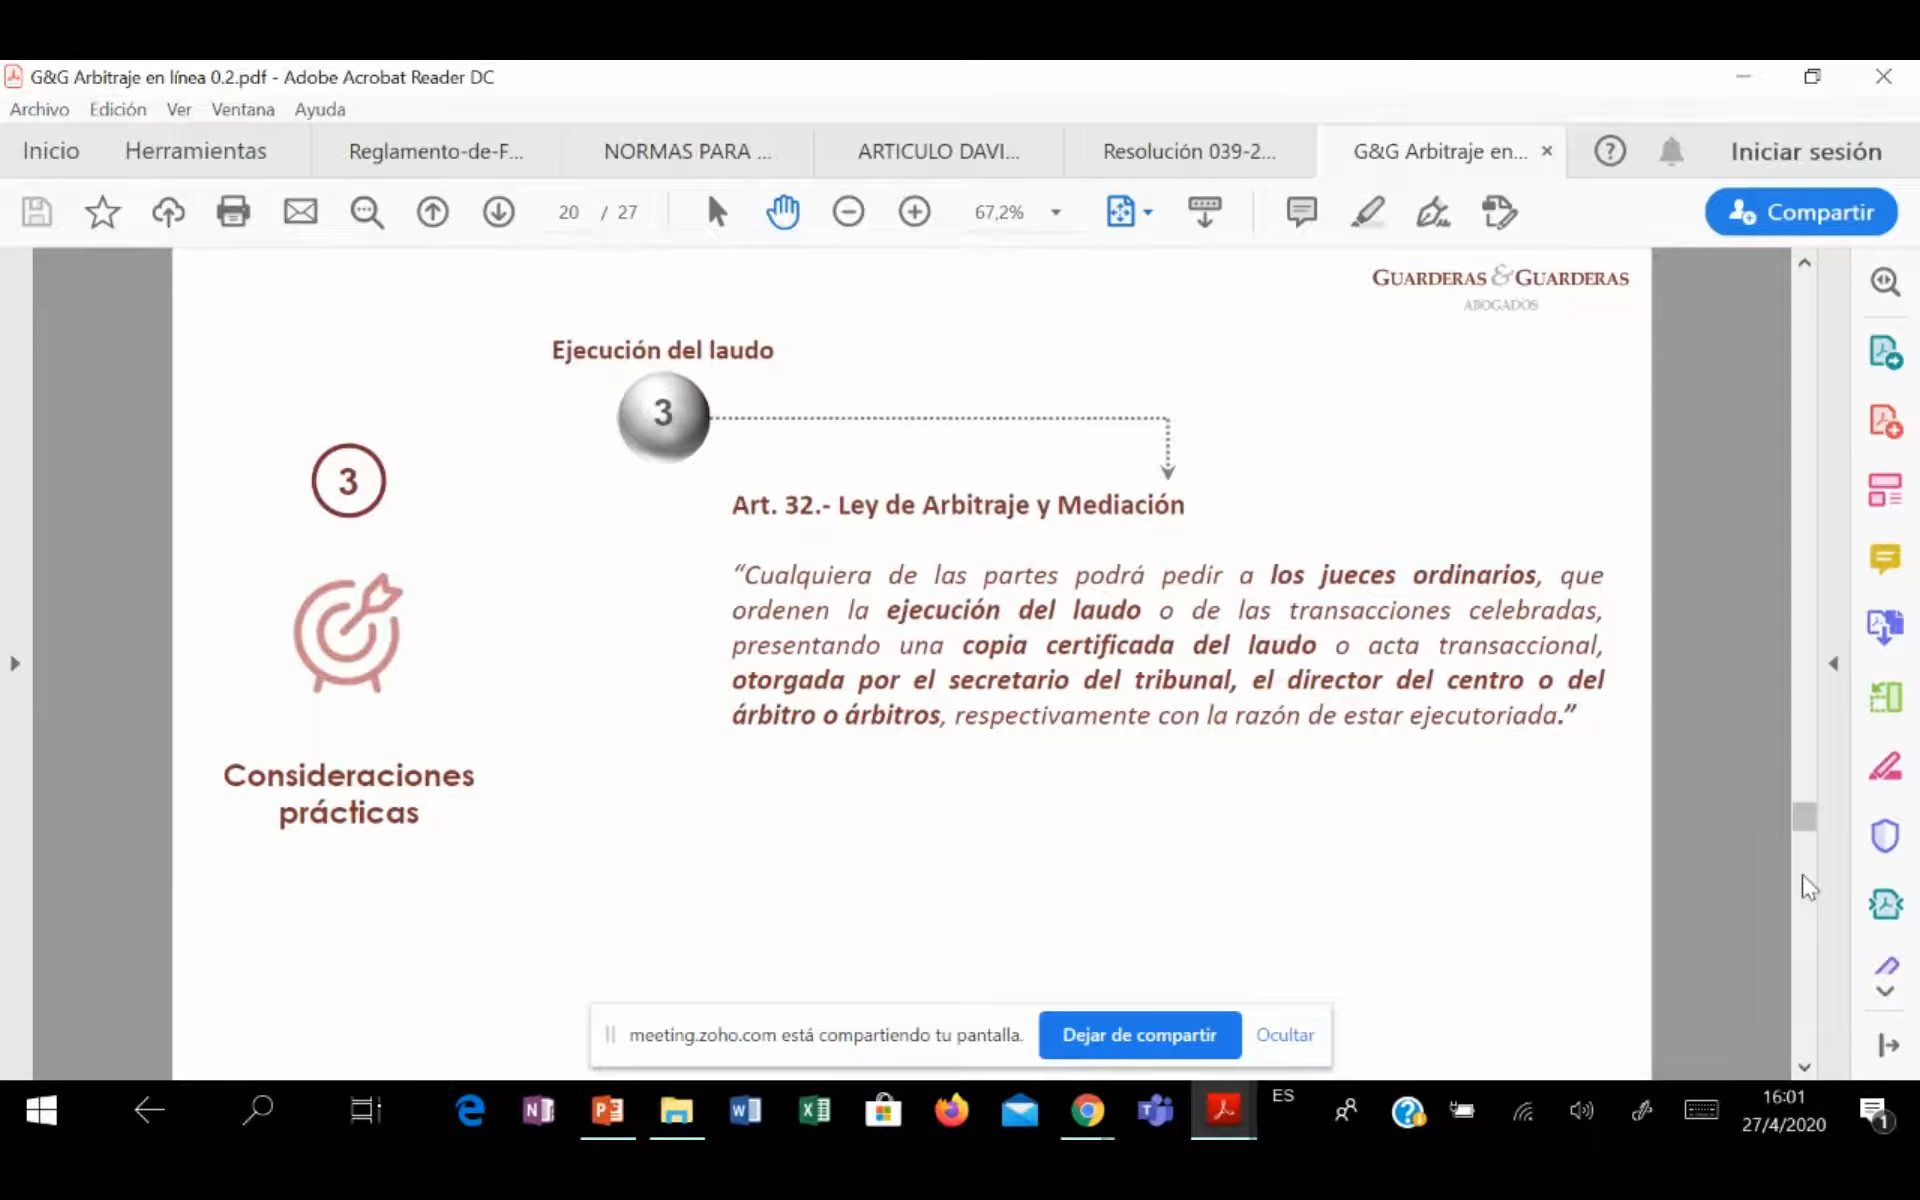 G&G Arbitraje en línea 0.2.pdf - Adobe Acrobat Reader DC
Archivo Edición Ver Ventana Ayuda
Inicio Herramientas Reglamento-de-F... NORMAS PARA ... ARTICULO DAVI... Resolución 039-2... G&G Arbitraje en... × Iniciar sesión
20 / 27 67,2% Compartir
GUARDERAS & GUARDERAS
ABOGADOS
Ejecución del laudo
3
3
Art. 32.- Ley de Arbitraje y Mediación
“Cualquiera de las partes podrá pedir a los jueces ordinarios, que
ordenen la ejecución del laudo o de las transacciones celebradas,
presentando una copia certificada del laudo o acta transaccional,
otorgada por el secretario del tribunal, el director del centro o del
árbitro o árbitros, respectivamente con la razón de estar ejecutoriada.”
Consideraciones
prácticas
meeting.zoho.com está compartiendo tu pantalla. Dejar de compartir Ocultar
ES
16:01
27/4/2020
1